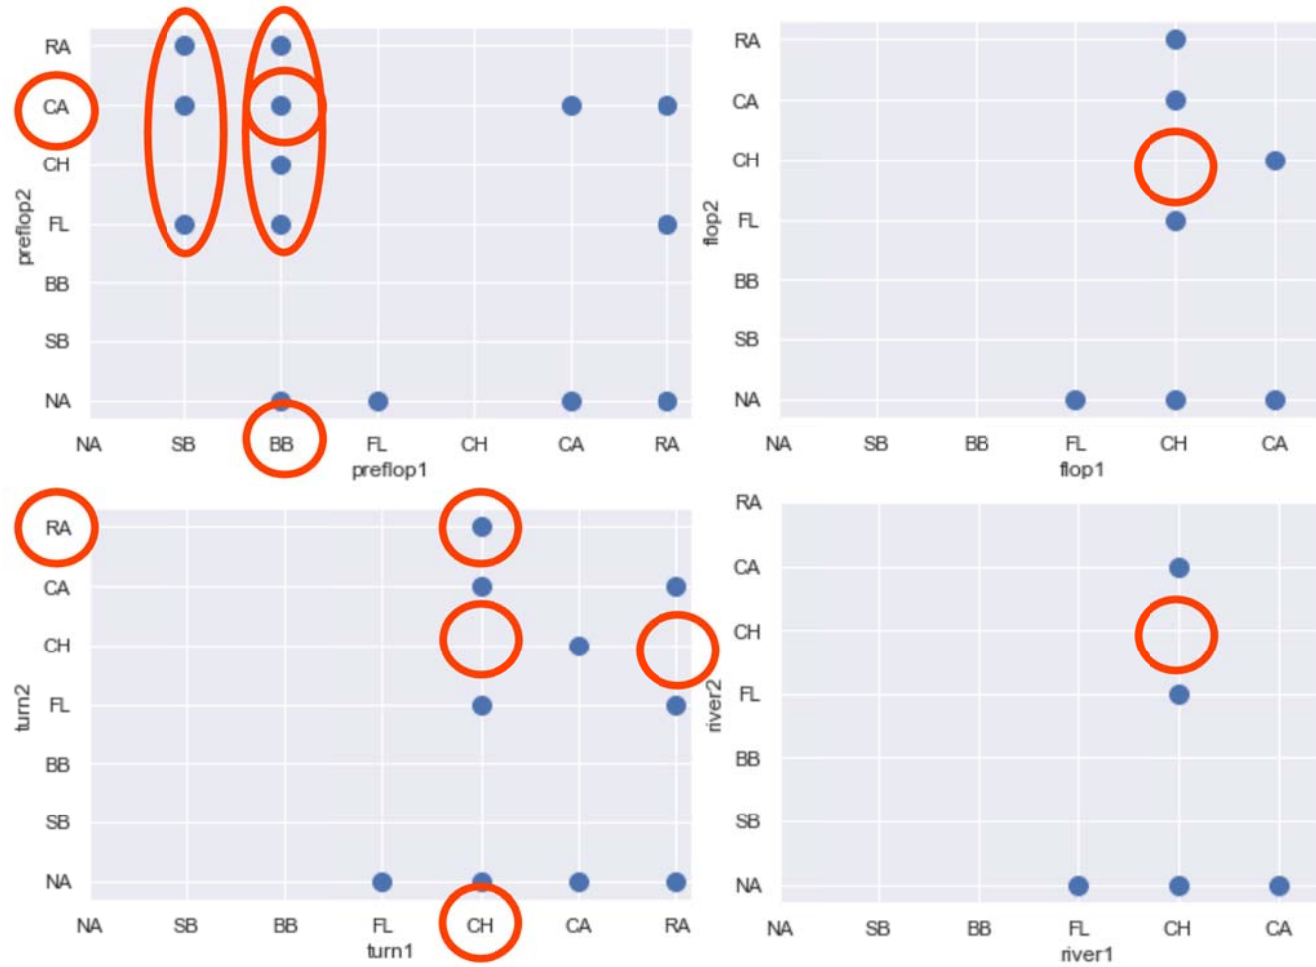 RA
CA
CH
FL
BB
SB
NA
preflop2
NA SB BB FL CH CA RA
preflop1
RA
CA
CH
FL
BB
SB
NA
flop2
NA SB BB FL CH CA
flop1
RA
CA
CH
FL
BB
SB
NA
turn2
NA SB BB FL CH CA RA
turn1
RA
CA
CH
FL
BB
SB
NA
river2
NA SB BB FL CH CA
river1